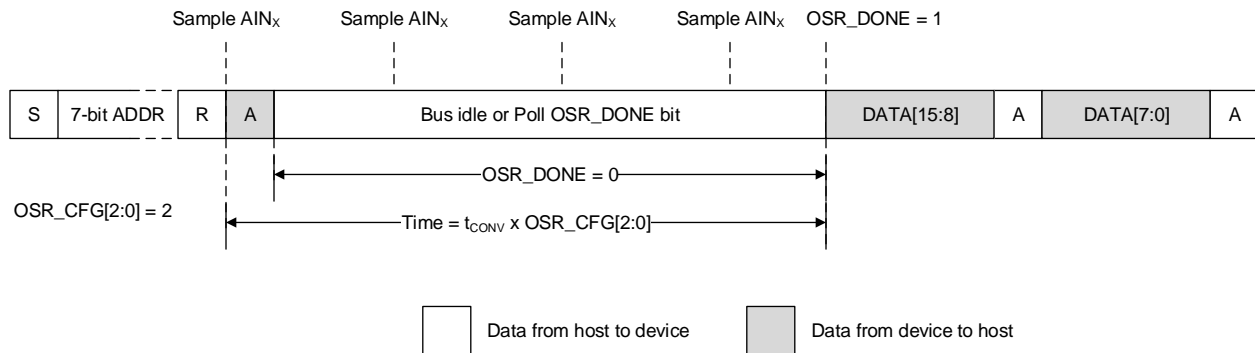 Sample AINX Sample AINX Sample AINX Sample AINX OSR_DONE = 1
S 7-bit ADDR R A Bus idle or Poll OSR_DONE bit DATA[15:8] A DATA[7:0] A
OSR_DONE = 0
OSR_CFG[2:0] = 2
Time = tCONV x OSR_CFG[2:0]
Data from host to device Data from device to host